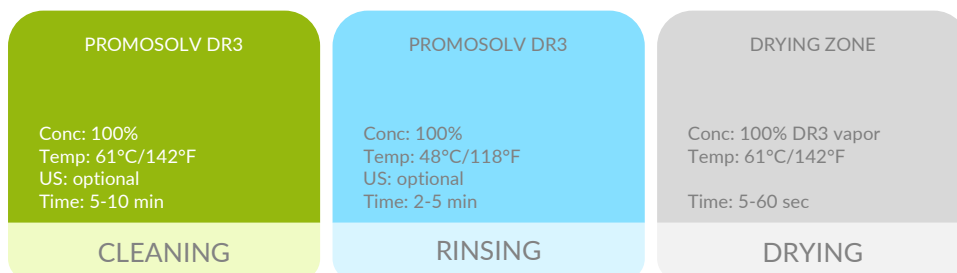 PROMOSOLV DR3
Conc: 100%
Temp: 61°C/142°F
US: optional
Time: 5-10 min
CLEANING
PROMOSOLV DR3
Conc: 100%
Temp: 48°C/118°F
US: optional
Time: 2-5 min
RINSING
DRYING ZONE
Conc: 100% DR3 vapor
Temp: 61°C/142°F
Time: 5-60 sec
DRYING